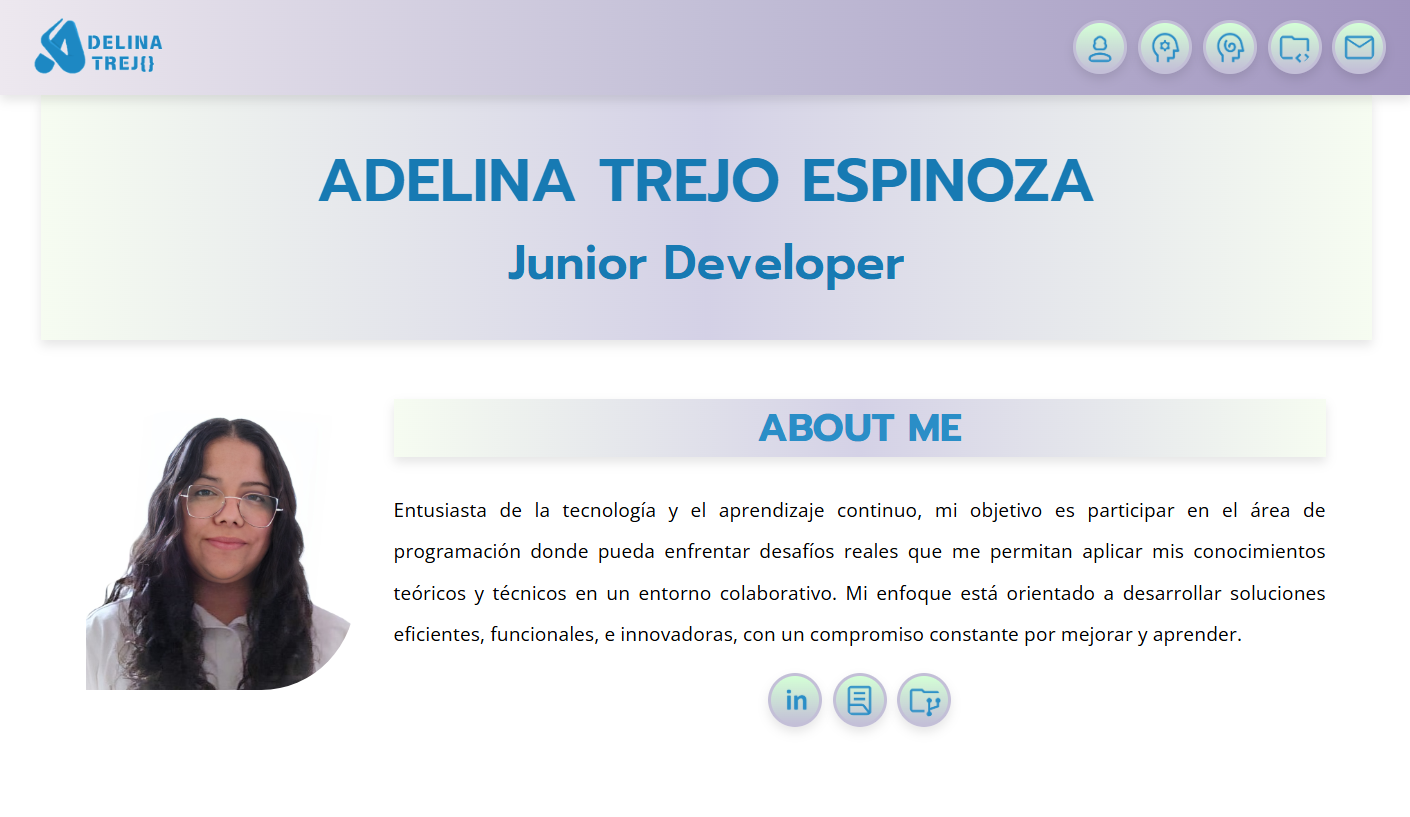 DELINA
TREJ{}
ADELINA TREJO ESPINOZA
Junior Developer
ABOUT ME
Entusiasta de la tecnología y el aprendizaje continuo, mi objetivo es participar en el área de
programación donde pueda enfrentar desafíos reales que me permitan aplicar mis conocimientos
teóricos y técnicos en un entorno colaborativo. Mi enfoque está orientado a desarrollar soluciones
eficientes, funcionales, e innovadoras, con un compromiso constante por mejorar y aprender.
in